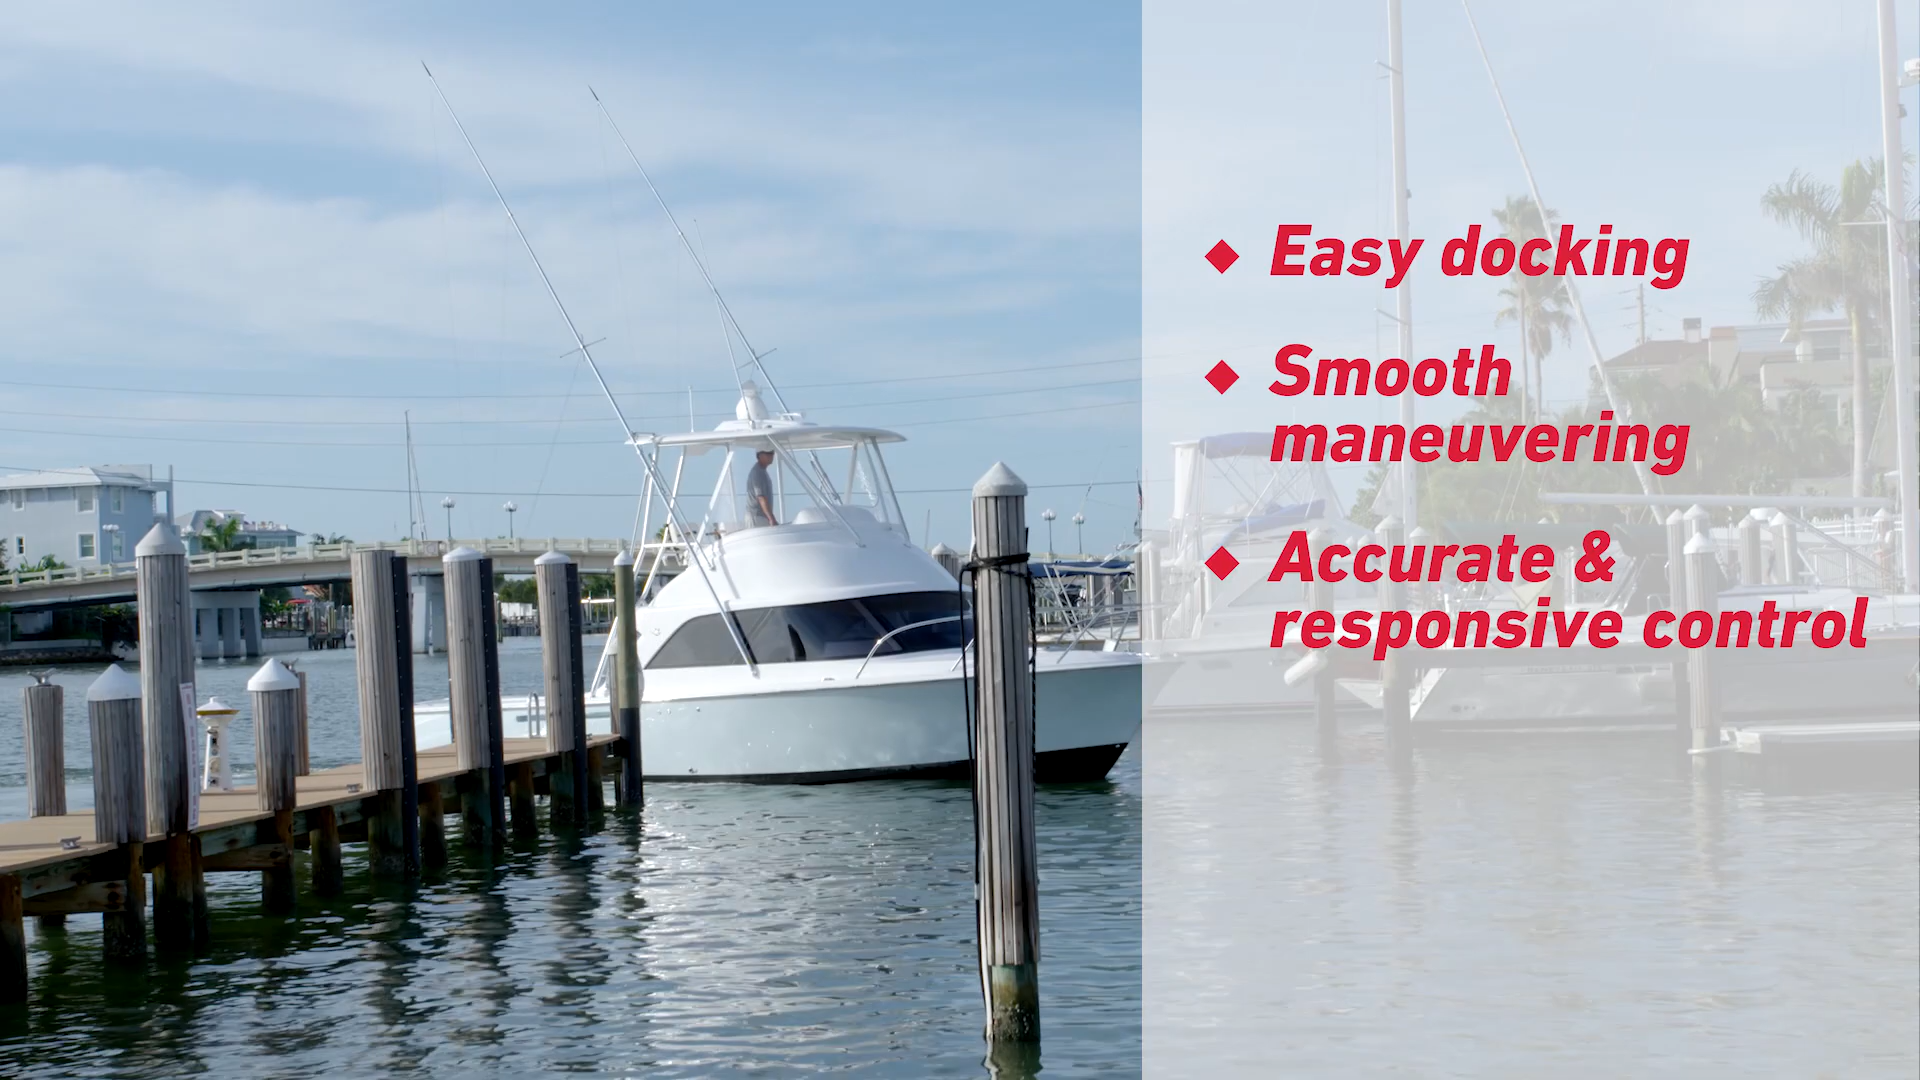 Easy docking
Smooth
maneuvering
Accurate &
responsive control